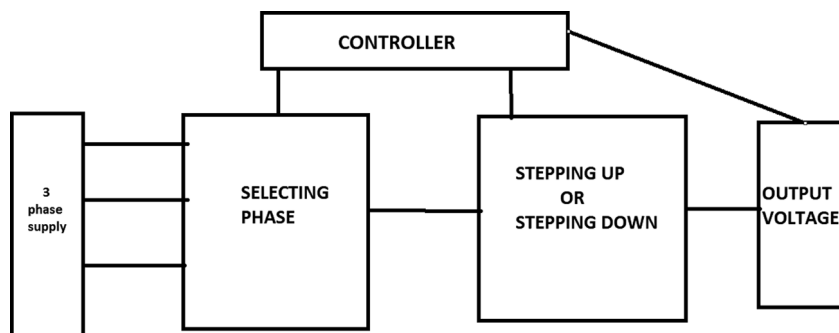 CONTROLLER
3
phase
supply
SELECTING
PHASE
STEPPING UP
OR
STEPPING DOWN
OUTPUT
VOLTAGE